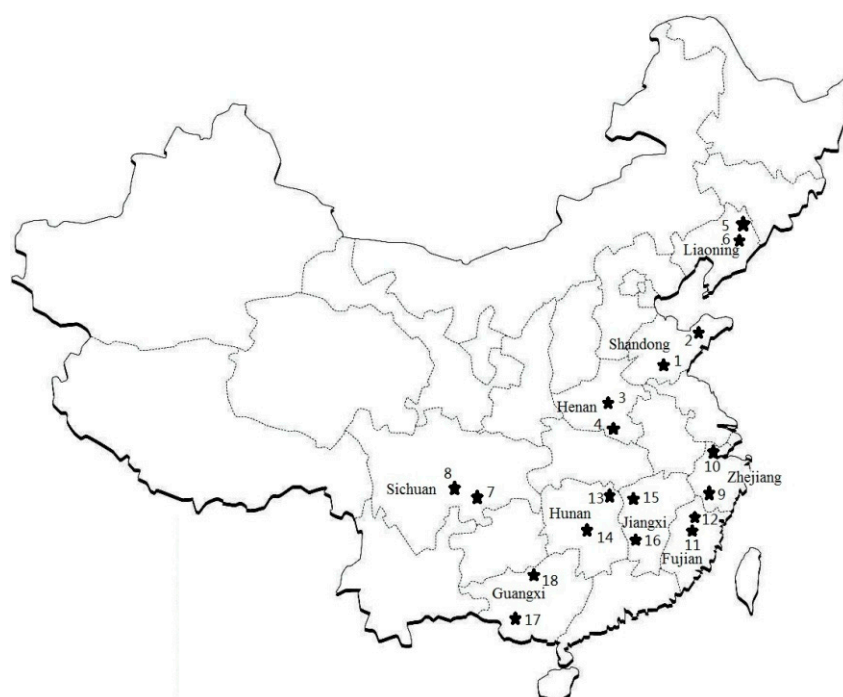 5
6
Liaoning
2
Shandong
1
3
Henan
4
10
Zhejiang
8
Sichuan
7
9
13
15
Hunan
12
Jiangxi
14
16
11
Fujian
18
Guangxi
17